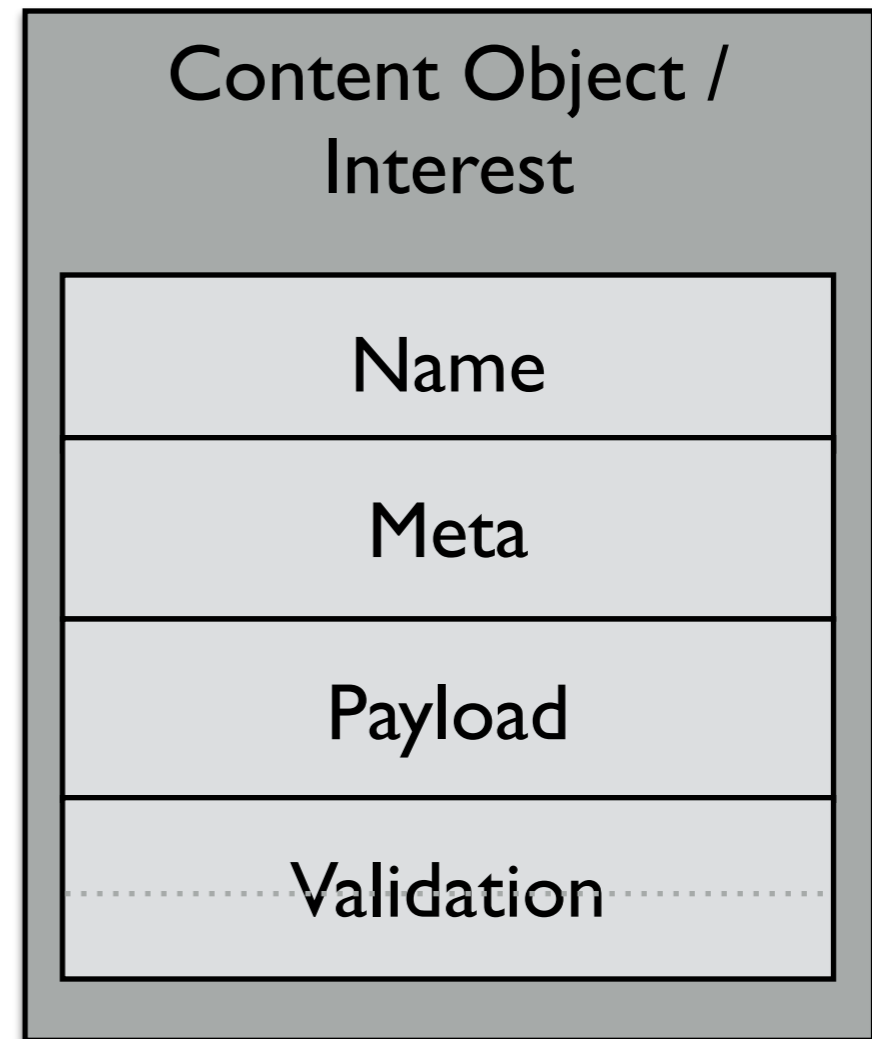 Content Object /
Interest
Name
Meta
Payload
Validation